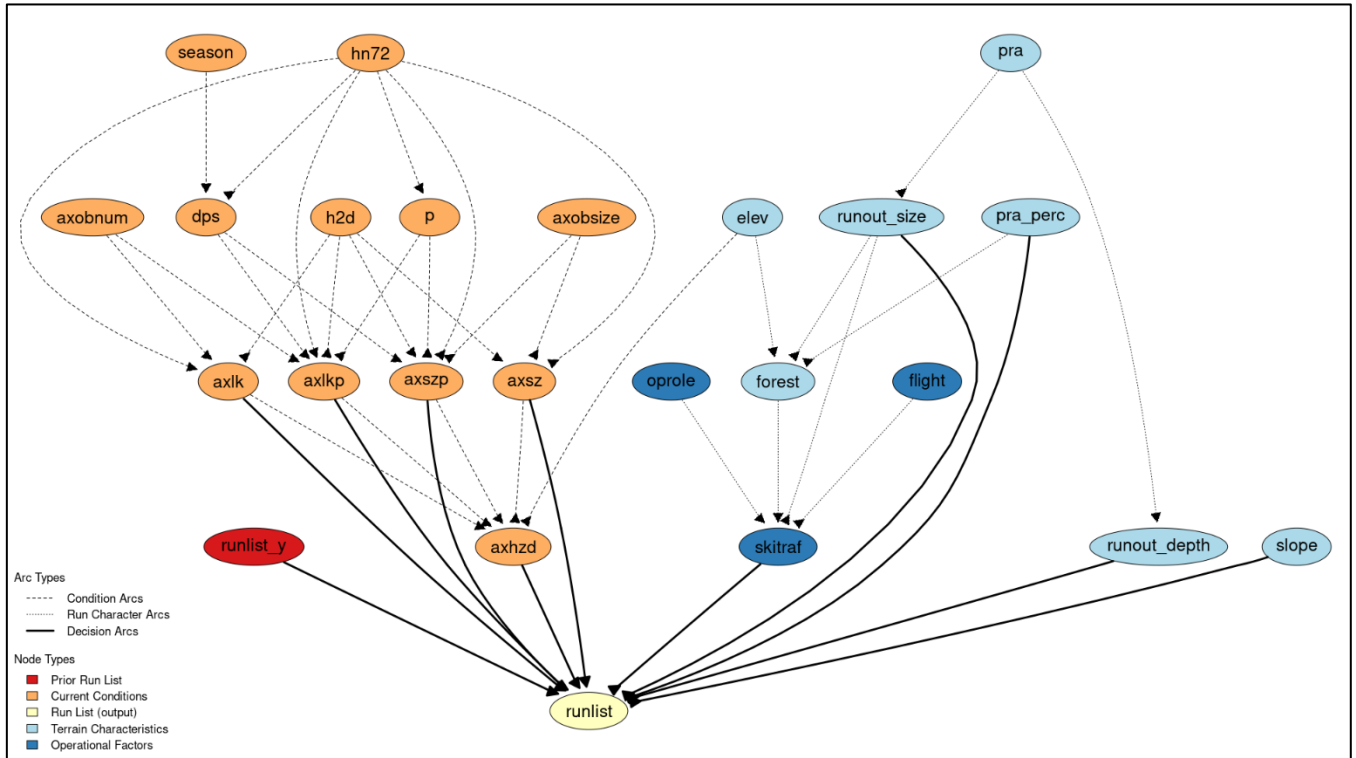 season
hn72
pra
axobnum
dps
h2d
p
axobsize
elev
runout_size
pra_perc
axlk
axlkp
axszp
axsz
oprole
forest
flight
runlist_y
axhzd
skitraf
runout_depth
slope
Arc Types
Condition Arcs
Run Character Arcs
Decision Arcs
Node Types
Prior Run List
Current Conditions
Run List (output)
Terrain Characteristics
Operational Factors
runlist